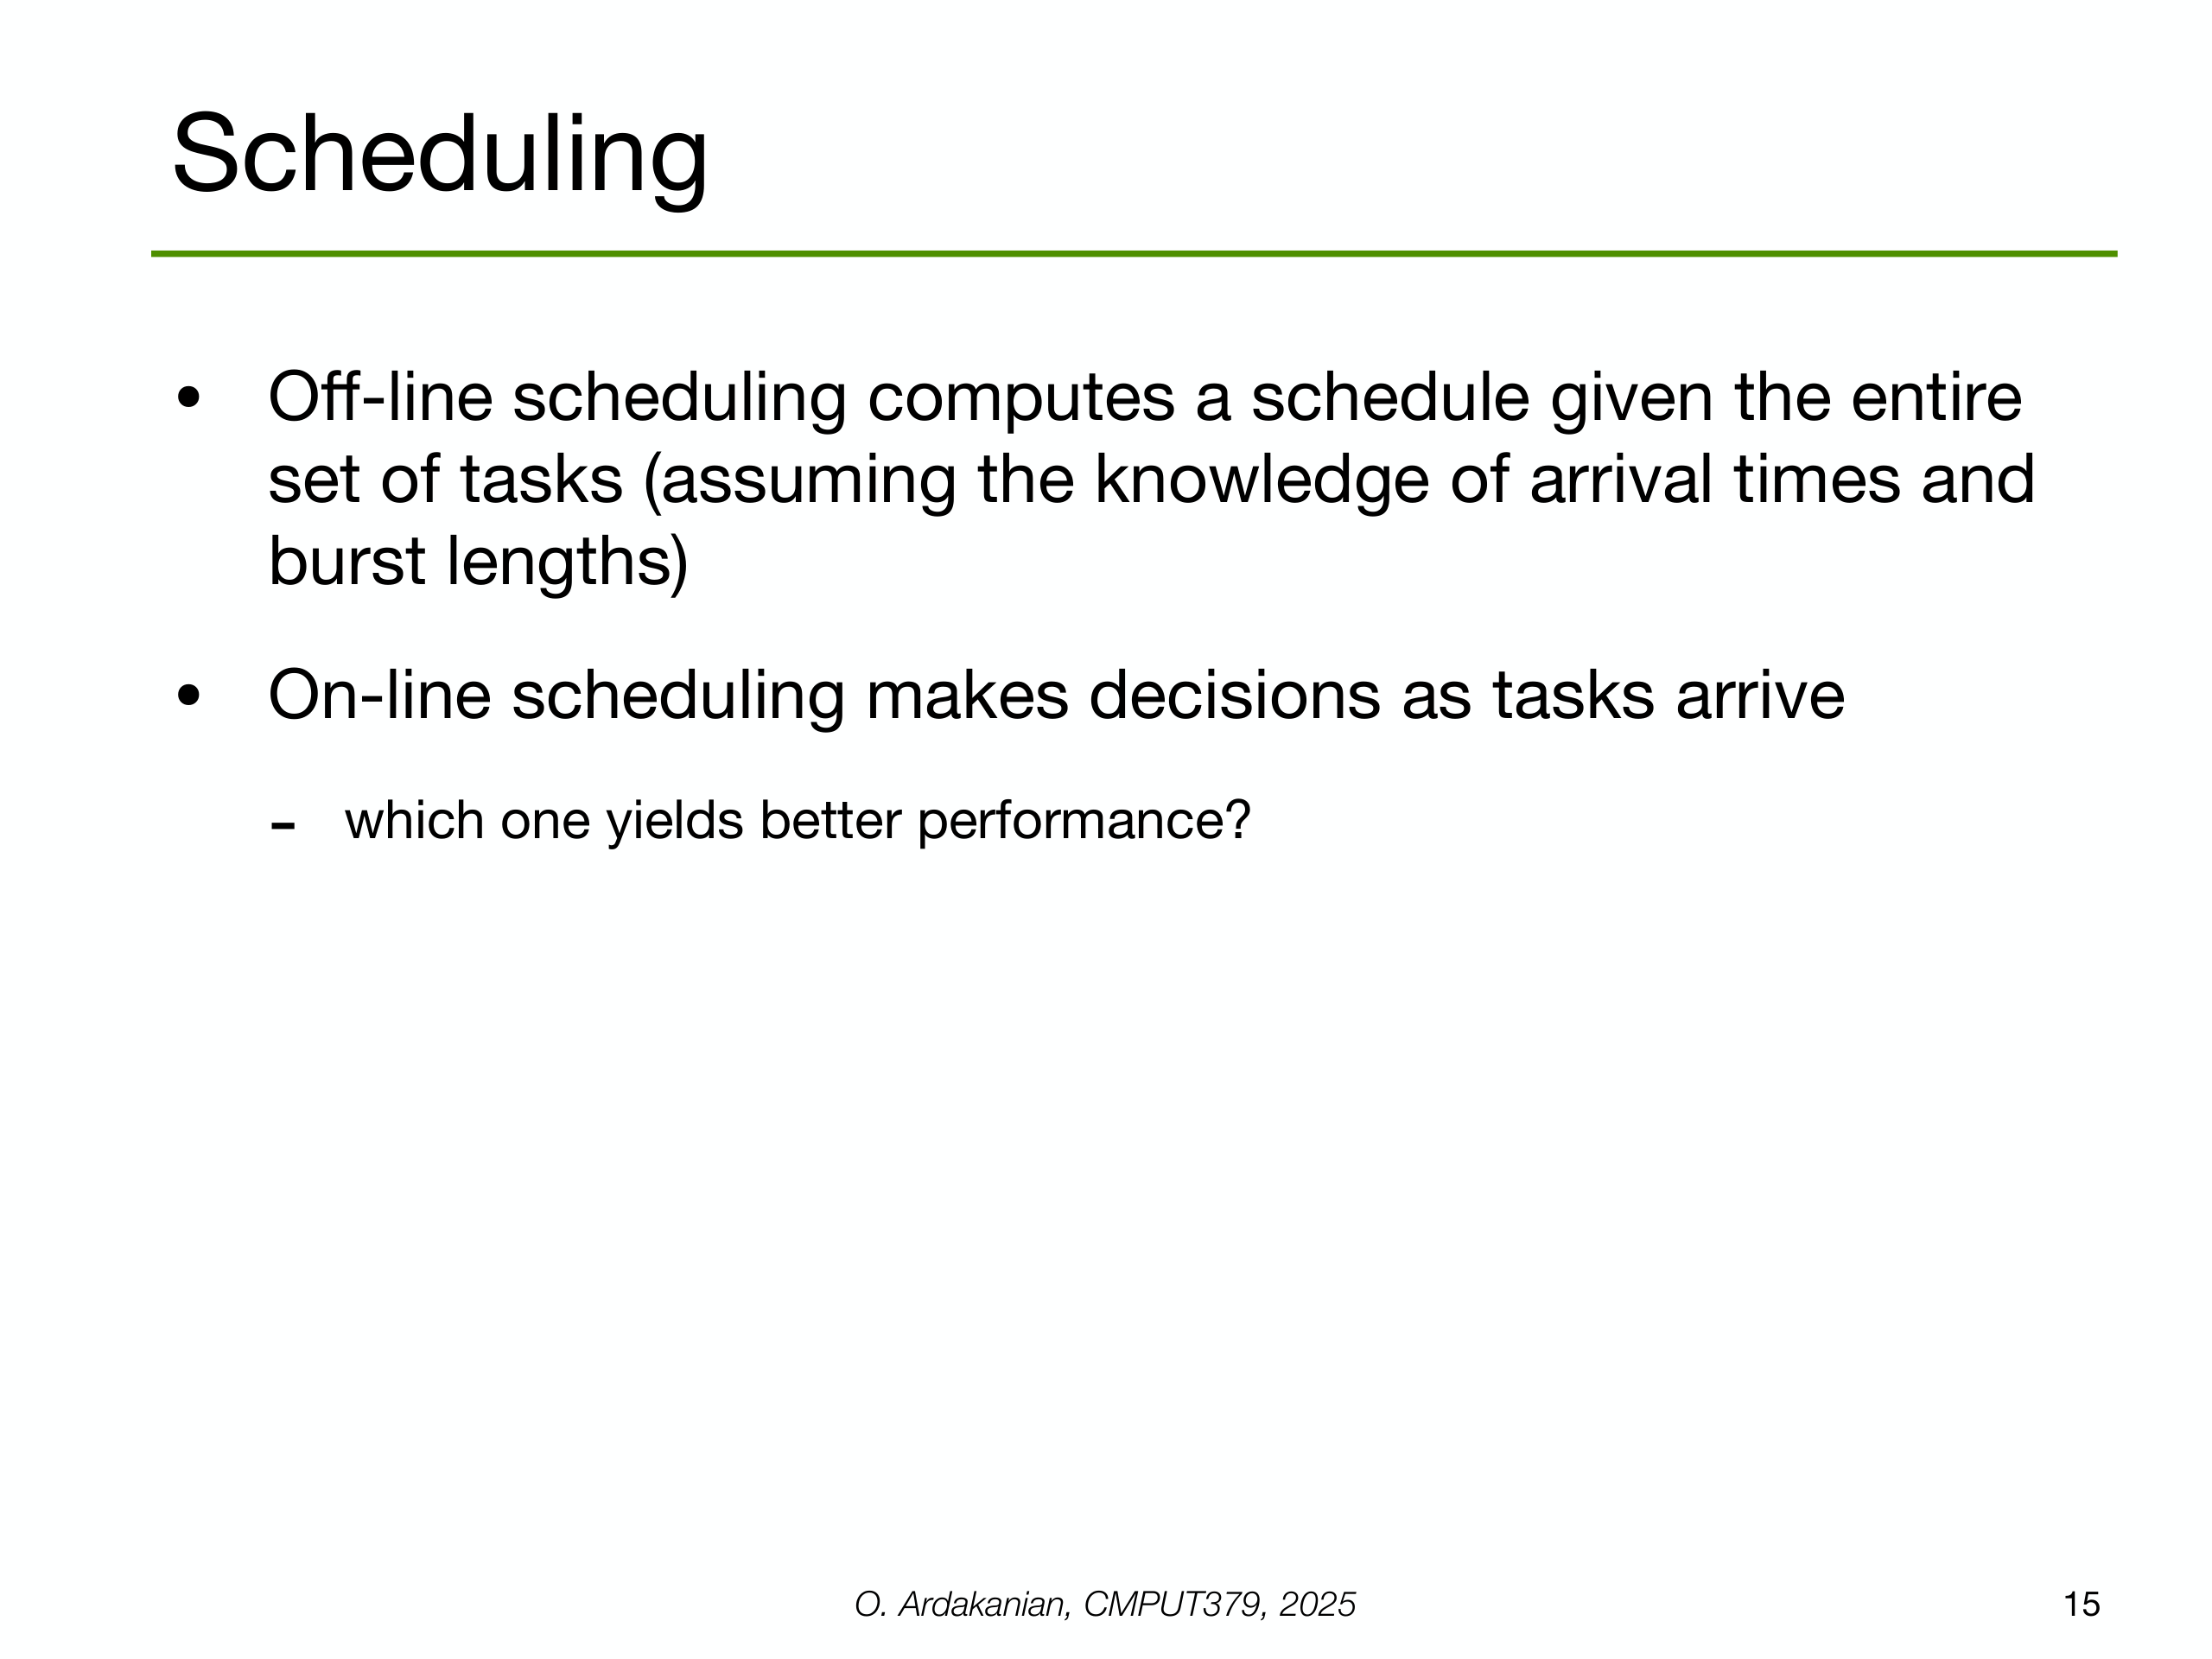 Scheduling
• Off-line scheduling computes a schedule given the entire
set of tasks (assuming the knowledge of arrival times and
burst lengths)
• On-line scheduling makes decisions as tasks arrive
- which one yields better performance?
O. Ardakanian, CMPUT379, 2025
15